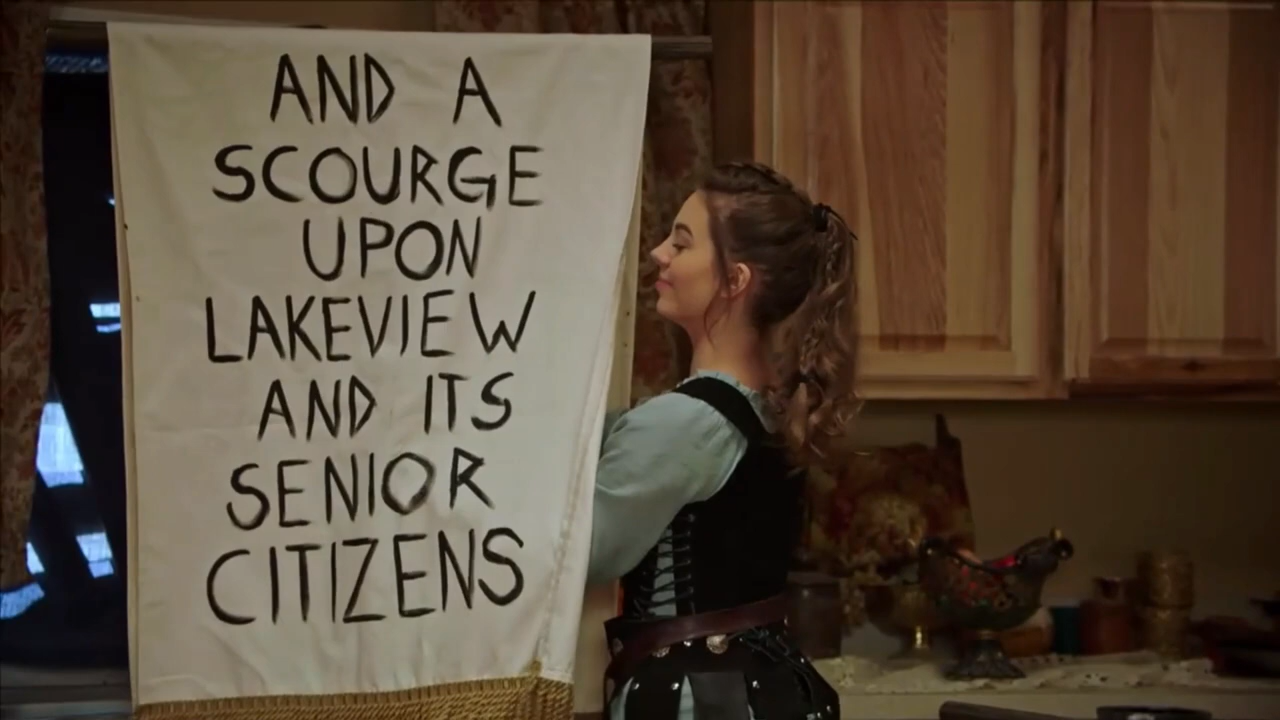 AND A
SCOURGE
UPON
LAKEVIEW
AND ITS
SENIOR
CITIZENS